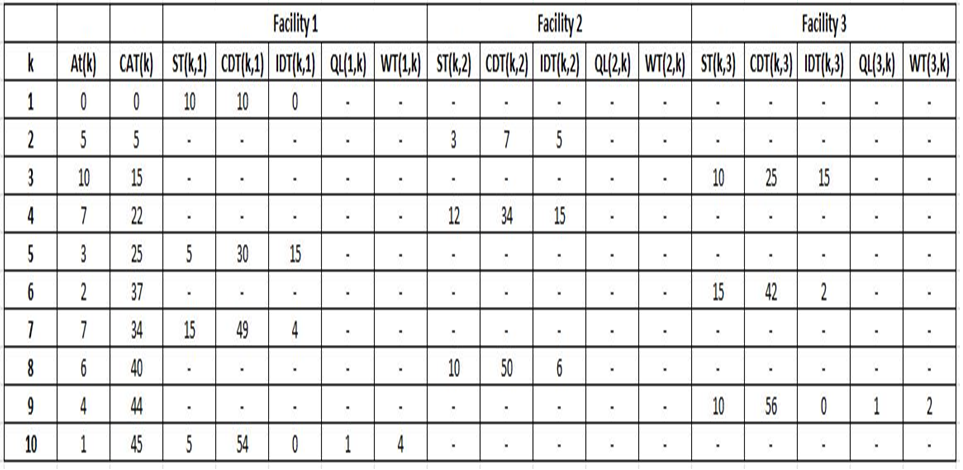 Facility 1 Facility 2 Facility 3
k At(k) CAT(k) ST(k,1) CDT(k,1) IDT(k,1) QL(1,k) WT(1,k) ST(k,2) CDT(k,2) IDT(k,2) QL(2,k) WT(2,k) ST(k,3) CDT(k,3) IDT(k,3) QL(3,k) WT(3,k)
1 0 0 10 10 0 - - - - - - - - - - - -
2 5 5 - - - - - 3 7 5 - - - - - - -
3 10 15 - - - - - - - - - - 10 25 15 - -
4 7 22 - - - - - 12 34 15 - - - - - - -
5 3 25 5 30 15 - - - - - - - - - - - -
6 2 37 - - - - - - - - - - 15 42 2 - -
7 7 34 15 49 4 - - - - - - - - - - - -
8 6 40 - - - - - 10 50 6 - - - - - - -
9 4 44 - - - - - - - - - - 10 56 0 1 2
10 1 45 5 54 0 1 4 - - - - - - - - - -